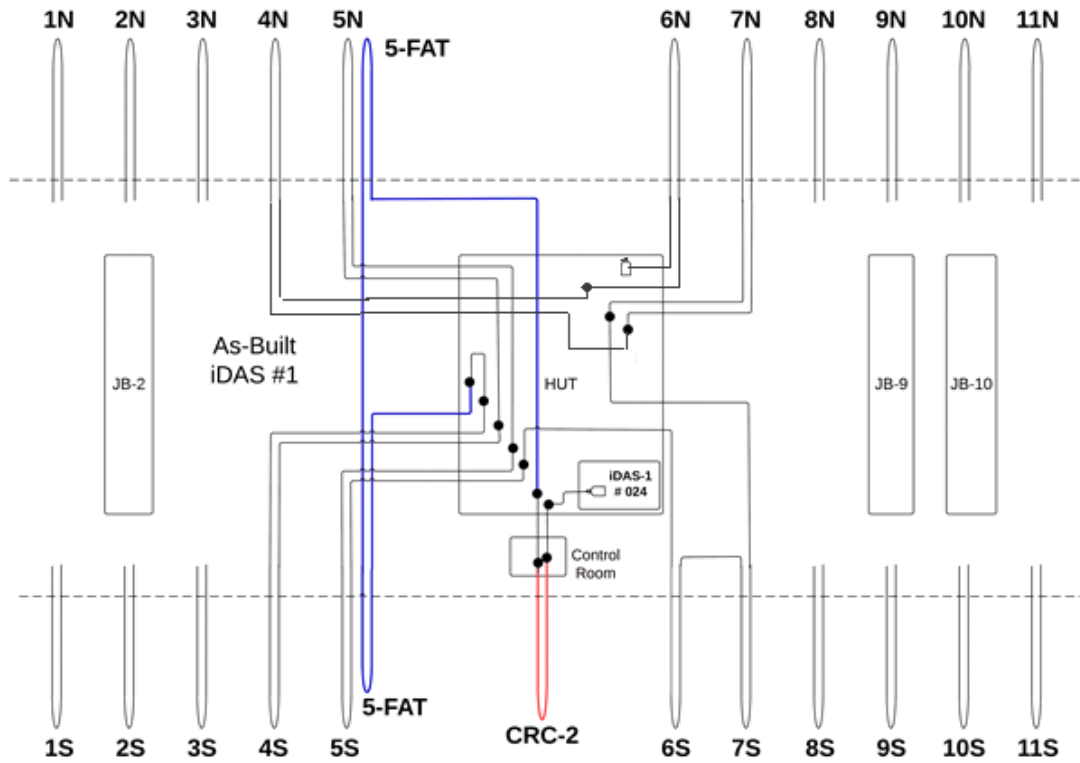 1N 2N 3N 4N 5N 6N 7N 8N 9N 10N 11N
5-FAT
As-Built
iDAS #1
JB-2
HUT
JB-9
JB-10
iDAS-1
# 024
Control
Room
5-FAT
CRC-2
1S 2S 3S 4S 5S 6S 7S 8S 9S 10S 11S